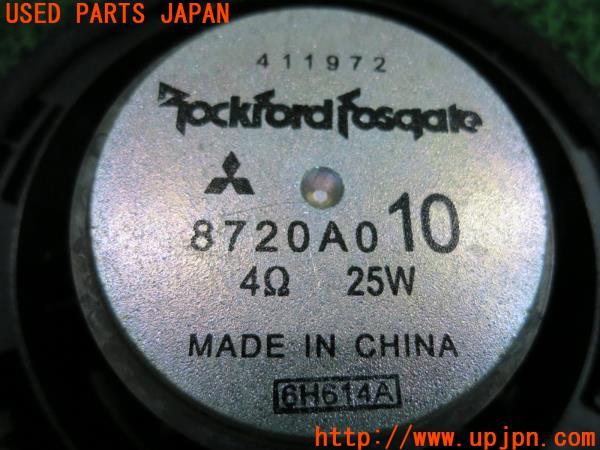 USED PARTS JAPAN
411972
Rockford Fosgate
8720A010
4Ω 25W
MADE IN CHINA
6H614A
http://www.upjpn.com